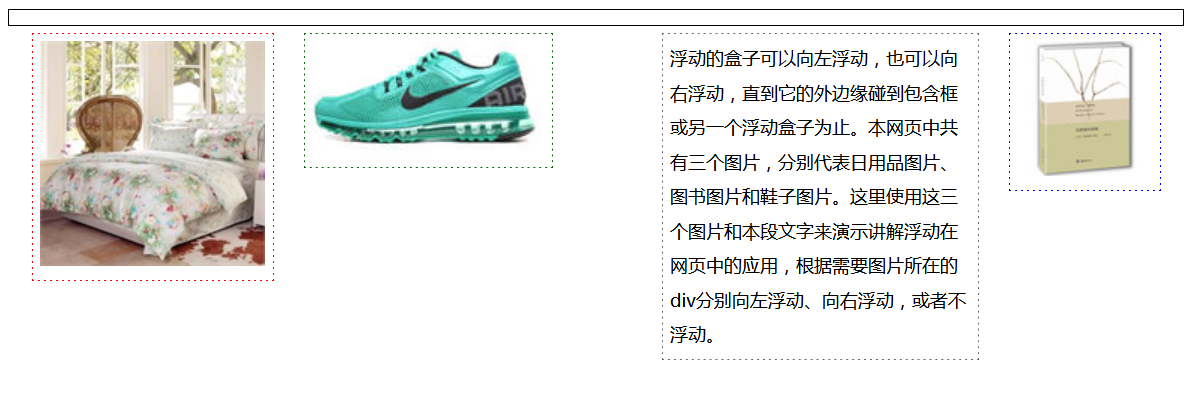 浮动的盒子可以向左浮动，也可以向
右浮动，直到它的外边缘碰到包含框
或另一个浮动盒子为止。本网页中共
有三个图片，分别代表日用品图片、
图书图片和鞋子图片。这里使用这三
个图片和本段文字来演示讲解浮动在
网页中的应用，根据需要图片所在的
div分别向左浮动、向右浮动，或者不
浮动。
AIR